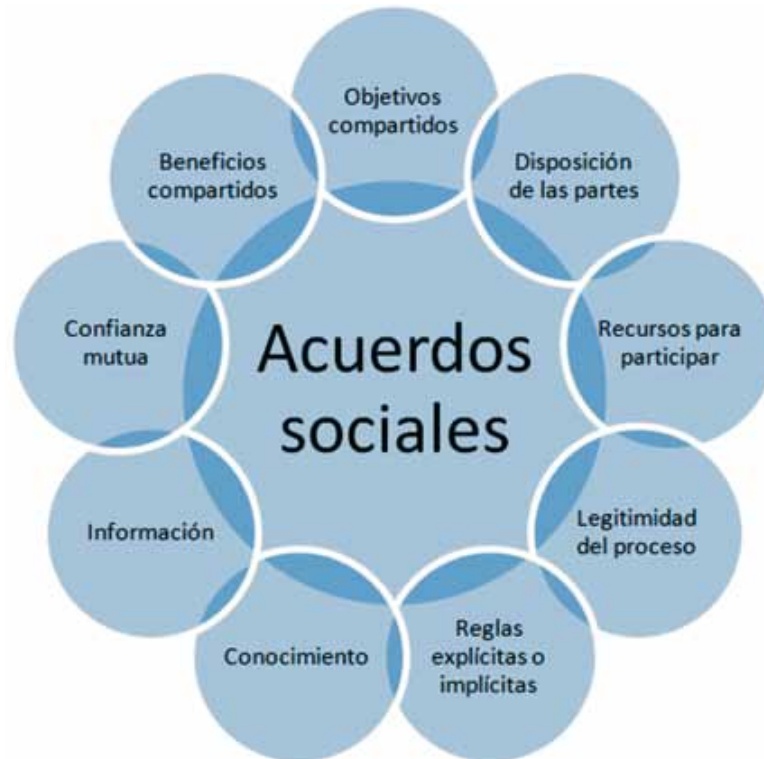 Objetivos
compartidos
Disposición
de las partes
Recursos para
participar
Legitimidad
del proceso
Reglas
explícitas o
implícitas
Conocimiento
Información
Confianza
mutua
Beneficios
compartidos
Acuerdos
sociales